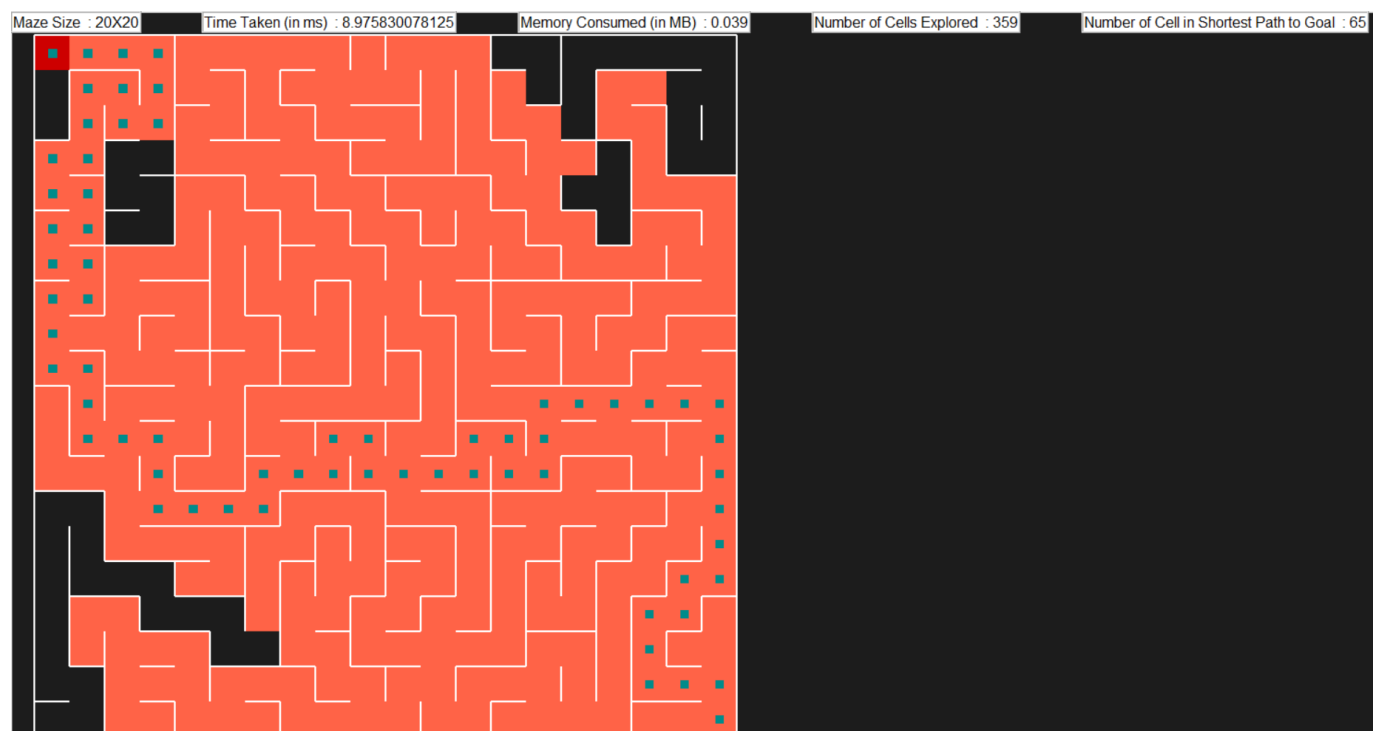 Maze Size : 20X20
Time Taken (in ms) : 8.975830078125
Memory Consumed (in MB) : 0.039
Number of Cells Explored : 359
Number of Cell in Shortest Path to Goal : 65